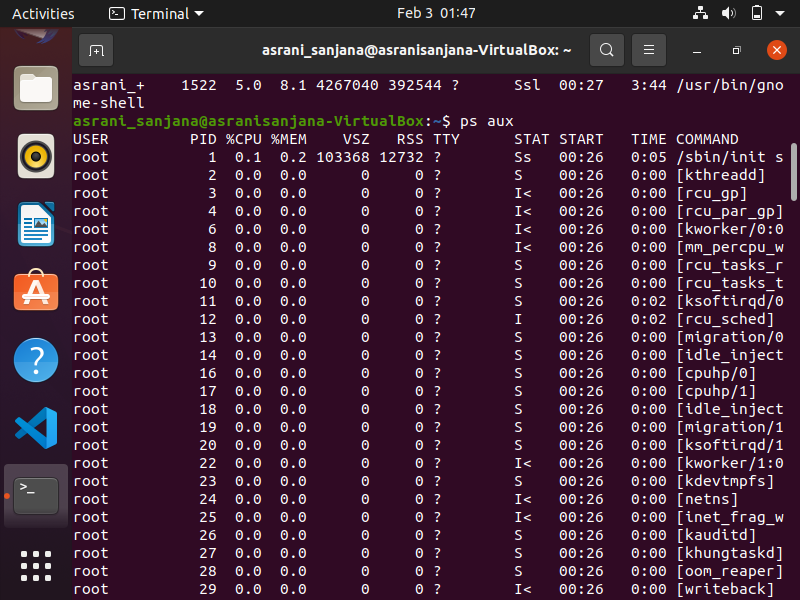 Activities Terminal Feb 3 01:47
asrani_sanjana@asranisanjana-VirtualBox: ~
asrani_+ 1522 5.0 8.1 4267040 392544 ? Ssl 00:27 3:44 /usr/bin/gno
me-shell
asrani_sanjana@asranisanjana-VirtualBox:~$ ps aux
USER PID %CPU %MEM VSZ RSS TTY STAT START TIME COMMAND
root 1 0.1 0.2 103368 12732 ? Ss 00:26 0:05 /sbin/init s
root 2 0.0 0.0 0 0 ? S 00:26 0:00 [kthreadd]
root 3 0.0 0.0 0 0 ? I< 00:26 0:00 [rcu_gp]
root 4 0.0 0.0 0 0 ? I< 00:26 0:00 [rcu_par_gp]
root 6 0.0 0.0 0 0 ? I< 00:26 0:00 [kworker/0:0
root 8 0.0 0.0 0 0 ? I< 00:26 0:00 [mm_percpu_w
root 9 0.0 0.0 0 0 ? S 00:26 0:00 [rcu_tasks_r
root 10 0.0 0.0 0 0 ? S 00:26 0:00 [rcu_tasks_t
root 11 0.0 0.0 0 0 ? S 00:26 0:02 [ksoftirqd/0
root 12 0.0 0.0 0 0 ? I 00:26 0:02 [rcu_sched]
root 13 0.0 0.0 0 0 ? S 00:26 0:00 [migration/0
root 14 0.0 0.0 0 0 ? S 00:26 0:00 [idle_inject
root 16 0.0 0.0 0 0 ? S 00:26 0:00 [cpuhp/0]
root 17 0.0 0.0 0 0 ? S 00:26 0:00 [cpuhp/1]
root 18 0.0 0.0 0 0 ? S 00:26 0:00 [idle_inject
root 19 0.0 0.0 0 0 ? S 00:26 0:00 [migration/1
root 20 0.0 0.0 0 0 ? S 00:26 0:00 [ksoftirqd/1
root 22 0.0 0.0 0 0 ? I< 00:26 0:00 [kworker/1:0
root 23 0.0 0.0 0 0 ? S 00:26 0:00 [kdevtmpfs]
root 24 0.0 0.0 0 0 ? I< 00:26 0:00 [netns]
root 25 0.0 0.0 0 0 ? I< 00:26 0:00 [inet_frag_w
root 26 0.0 0.0 0 0 ? S 00:26 0:00 [kauditd]
root 27 0.0 0.0 0 0 ? S 00:26 0:00 [khungtaskd]
root 28 0.0 0.0 0 0 ? S 00:26 0:00 [oom_reaper]
root 29 0.0 0.0 0 0 ? I< 00:26 0:00 [writeback]